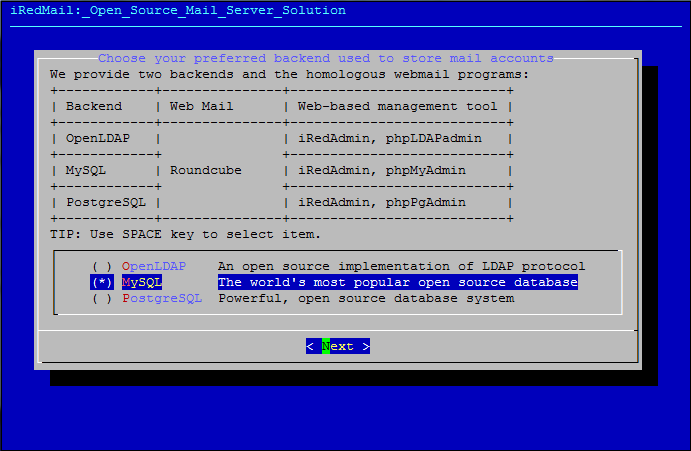 iRedMail:_Open_Source_Mail_Server_Solution
Choose your preferred backend used to store mail accounts
We provide two backends and the homologous webmail programs:
+------------+---------------+---------------------------+
| Backend | Web Mail | Web-based management tool |
+------------+---------------+---------------------------+
| OpenLDAP | | iRedAdmin, phpLDAPadmin |
+------------+ +---------------------------+
| MySQL | Roundcube | iRedAdmin, phpMyAdmin |
+------------+ +---------------------------+
| PostgreSQL | | iRedAdmin, phpPgAdmin |
+------------+---------------+---------------------------+
TIP: Use SPACE key to select item.
( ) OpenLDAP An open source implementation of LDAP protocol
(*) MySQL The world's most popular open source database
( ) PostgreSQL Powerful, open source database system
< Next >